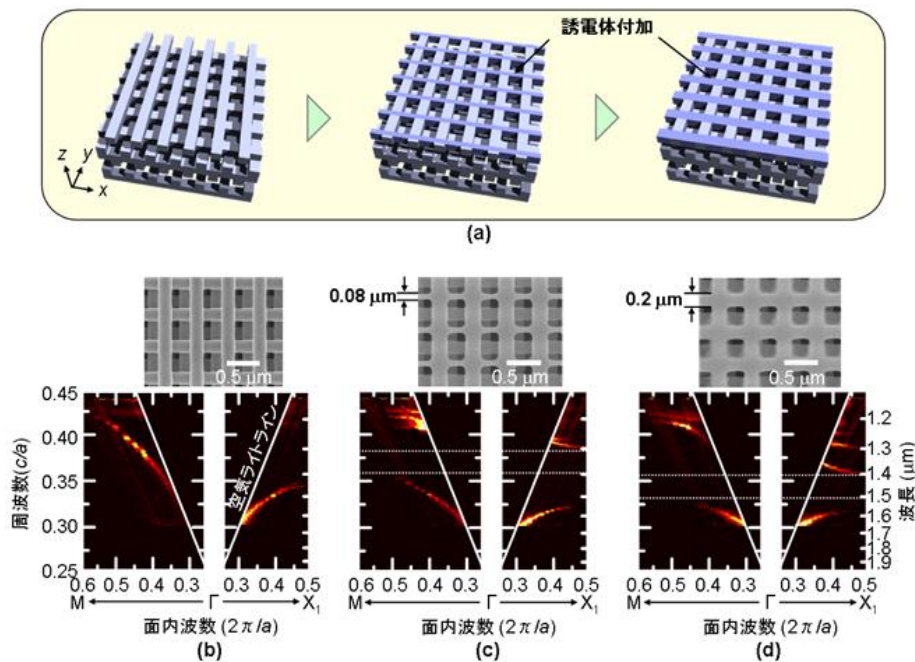 誘電体付加
z
y
x
(a)
0.08 μm
0.2 μm
0.5 μm
0.5 μm
0.5 μm
周波数(c/a)
0.45
0.40
0.35
0.30
0.25
空気ライトライン
1.2
1.3
1.4
1.5
1.6
1.7
1.8
1.9
波長 (μm)
0.6 0.5 0.4 0.3 0.3 0.4 0.5
0.6 0.5 0.4 0.3 0.3 0.4 0.5
0.6 0.5 0.4 0.3 0.3 0.4 0.5
M Γ X1
M Γ X1
M Γ X1
面内波数 (2π/a)
面内波数 (2π/a)
面内波数 (2π/a)
(b)
(c)
(d)